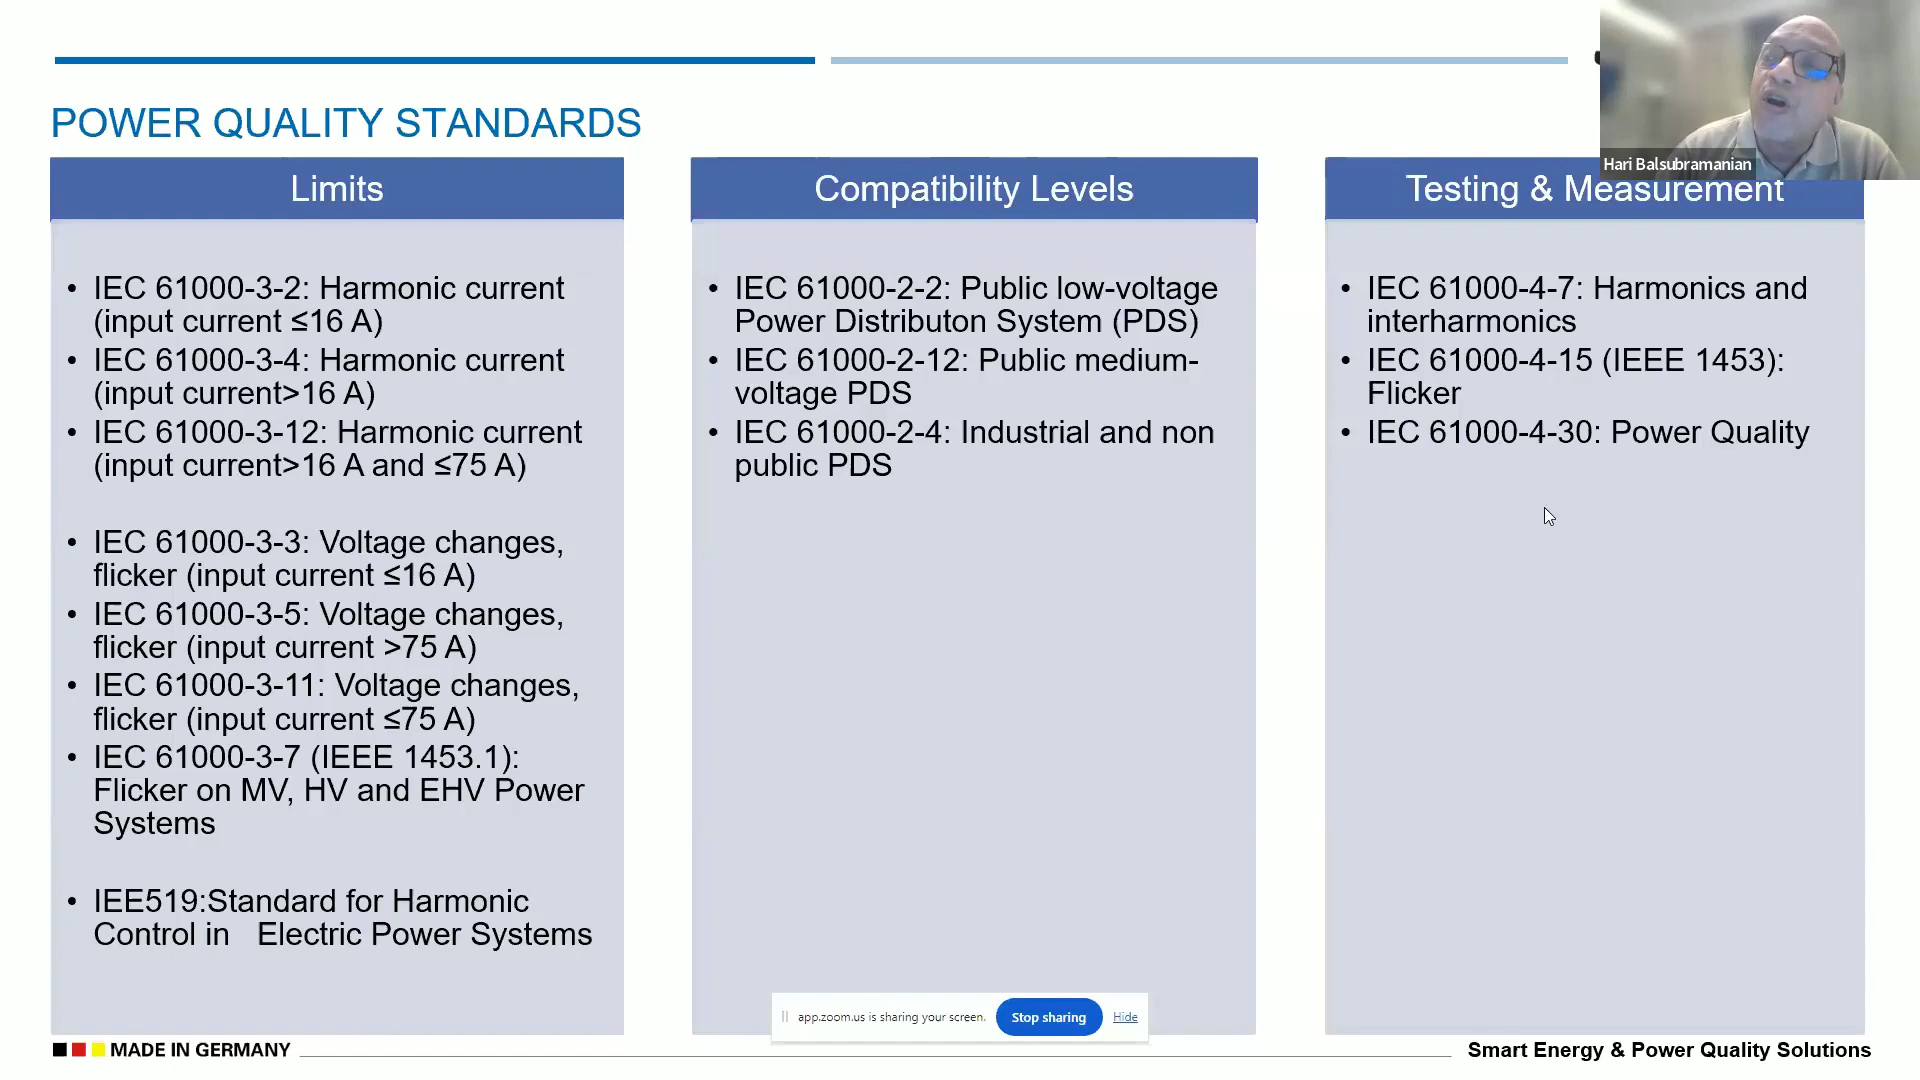 Hari Balsubramanian
POWER QUALITY STANDARDS
Limits
• IEC 61000-3-2: Harmonic current
(input current ≤16 A)
• IEC 61000-3-4: Harmonic current
(input current>16 A)
• IEC 61000-3-12: Harmonic current
(input current>16 A and ≤75 A)
• IEC 61000-3-3: Voltage changes,
flicker (input current ≤16 A)
• IEC 61000-3-5: Voltage changes,
flicker (input current >75 A)
• IEC 61000-3-11: Voltage changes,
flicker (input current ≤75 A)
• IEC 61000-3-7 (IEEE 1453.1):
Flicker on MV, HV and EHV Power
Systems
• IEE519:Standard for Harmonic
Control in   Electric Power Systems
Compatibility Levels
• IEC 61000-2-2: Public low-voltage
Power Distributon System (PDS)
• IEC 61000-2-12: Public medium-
voltage PDS
• IEC 61000-2-4: Industrial and non
public PDS
Testing & Measurement
• IEC 61000-4-7: Harmonics and
interharmonics
• IEC 61000-4-15 (IEEE 1453):
Flicker
• IEC 61000-4-30: Power Quality
app.zoom.us is sharing your screen.
Stop sharing
Hide
MADE IN GERMANY
Smart Energy & Power Quality Solutions